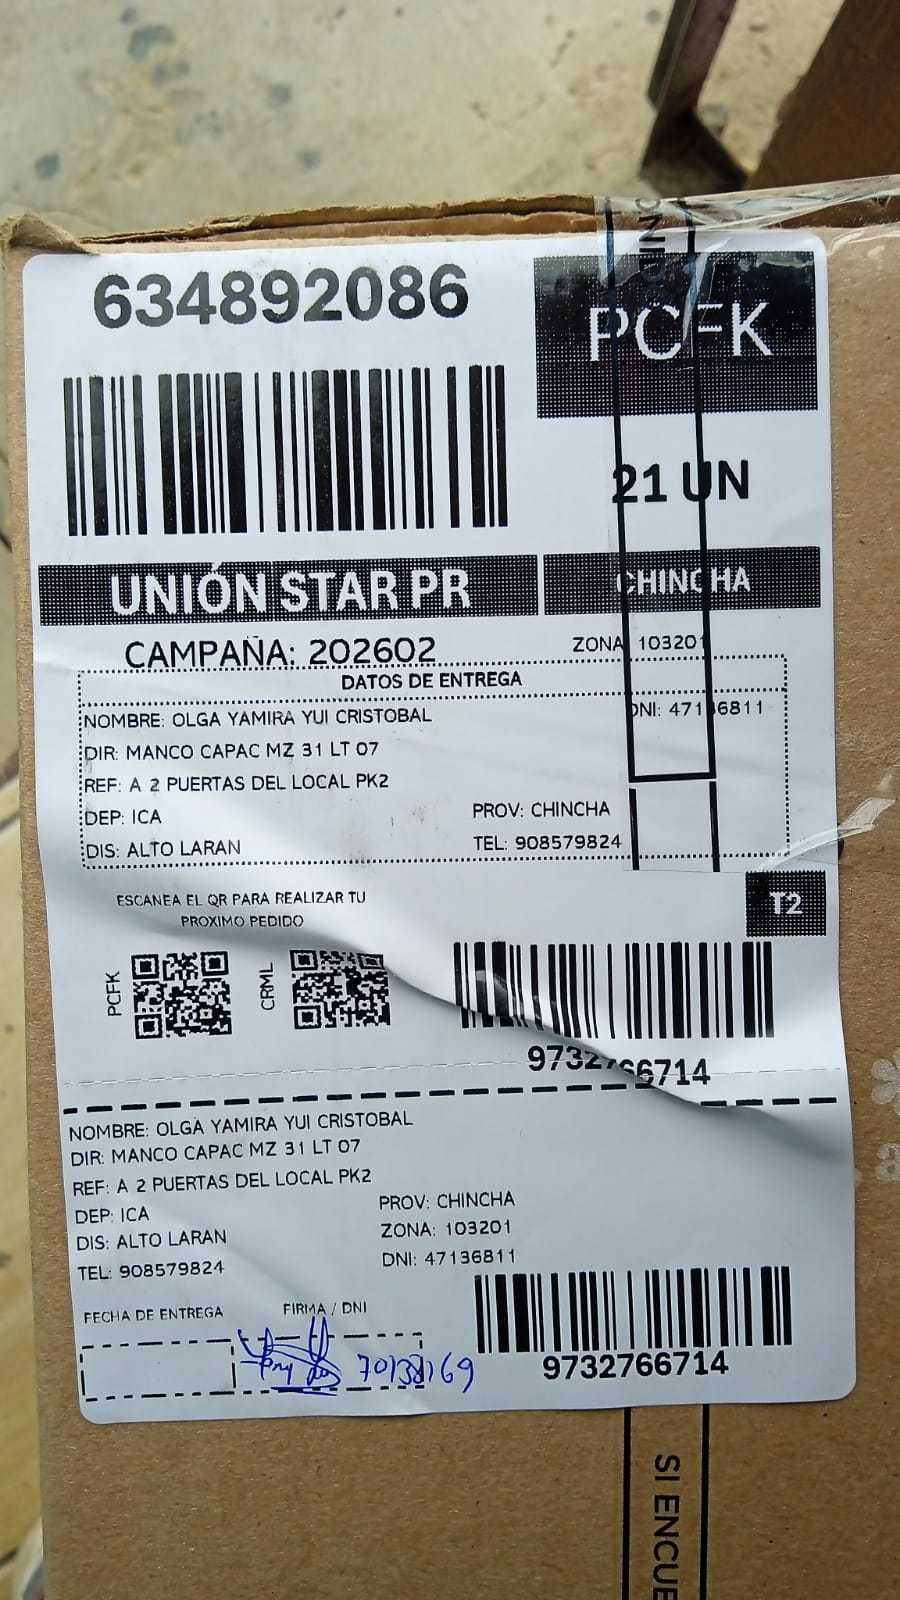 634892086
PCFK
21 UN
UNIÓN STAR PR
CHINCHA
CAMPAÑA: 202602
ZONA: 103201
DATOS DE ENTREGA
NOMBRE: OLGA YAMIRA YUI CRISTOBAL
DNI: 47136811
DIR: MANCO CAPAC MZ 31 LT 07
REF: A 2 PUERTAS DEL LOCAL PK2
DEP: ICA
PROV: CHINCHA
DIS: ALTO LARAN
TEL: 908579824
ESCANEA EL QR PARA REALIZAR TU
PROXIMO PEDIDO
T2
PCFK
CRML
9732766714
NOMBRE: OLGA YAMIRA YUI CRISTOBAL
DIR: MANCO CAPAC MZ 31 LT 07
REF: A 2 PUERTAS DEL LOCAL PK2
DEP: ICA
PROV: CHINCHA
DIS: ALTO LARAN
ZONA: 103201
TEL: 908579824
DNI: 47136811
FECHA DE ENTREGA
FIRMA / DNI
9732766714
SI ENCUE